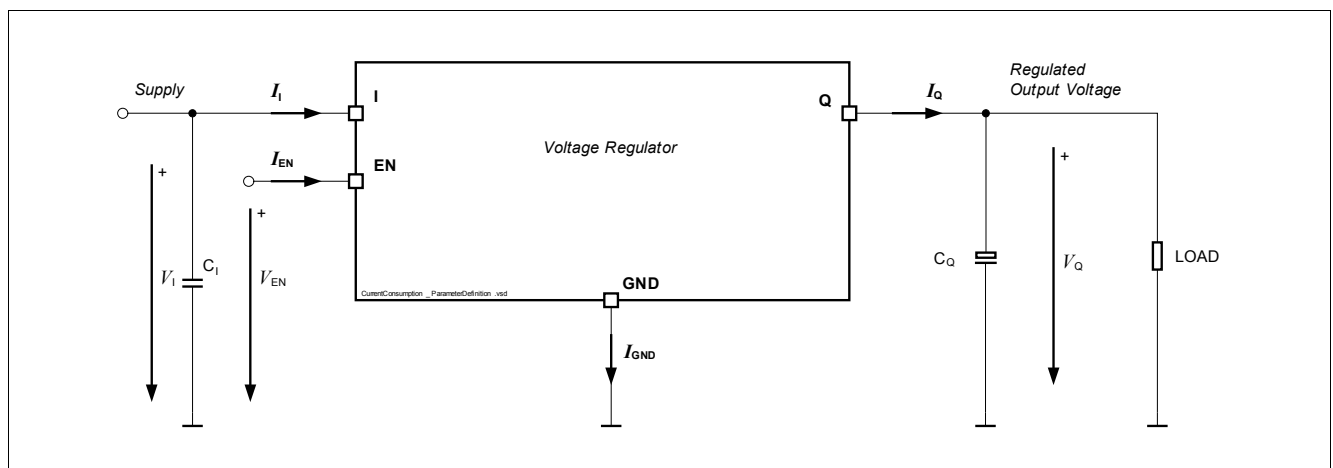 Supply
I_I
I
I_EN
EN
Voltage Regulator
Q
I_Q
Regulated
Output Voltage
+
+
+
V_I
C_I
V_EN
C_Q
V_Q
LOAD
GND
CurrentConsumption _ ParameterDefinition .vsd
I_GND